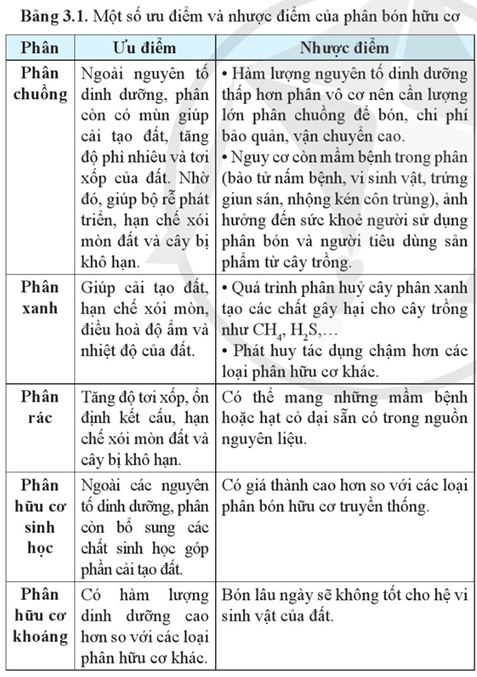 Bảng 3.1. Một số ưu điểm và nhược điểm của phân bón hữu cơ
Phân
Ưu điểm
Nhược điểm
Phân
chuồng
Ngoài nguyên tố
dinh dưỡng, phân
còn có mùn giúp
cải tạo đất, tăng
độ phì nhiêu và tơi
xốp của đất. Nhờ
đó, giúp bộ rễ phát
triển, hạn chế xói
mòn đất và cây bị
khô hạn.
• Hàm lượng nguyên tố dinh dưỡng
thấp hơn phân vô cơ nên cần lượng
lớn phân chuồng để bón, chi phí
bảo quản, vận chuyển cao.
• Nguy cơ còn mầm bệnh trong phân
(bào tử nấm bệnh, vi sinh vật, trứng
giun sán, nhộng kén côn trùng), ảnh
hưởng đến sức khoẻ người sử dụng
phân bón và người tiêu dùng sản
phẩm từ cây trồng.
Phân
xanh
Giúp cải tạo đất,
hạn chế xói mòn,
điều hoà độ ẩm và
nhiệt độ của đất.
• Quá trình phân huỷ cây phân xanh
tạo các chất gây hại cho cây trồng
như CH₄, H₂S,…
• Phát huy tác dụng chậm hơn các
loại phân hữu cơ khác.
Phân
rác
Tăng độ tơi xốp, ổn
định kết cấu, hạn
chế xói mòn đất và
cây bị khô hạn.
Có thể mang những mầm bệnh
hoặc hạt cỏ dại sẵn có trong nguồn
nguyên liệu.
Phân
hữu cơ
sinh
học
Ngoài các nguyên
tố dinh dưỡng, phân
còn bổ sung các
chất sinh học góp
phần cải tạo đất.
Có giá thành cao hơn so với các loại
phân bón hữu cơ truyền thống.
Phân
hữu cơ
khoáng
Có hàm lượng
dinh dưỡng cao
hơn so với các loại
phân hữu cơ khác.
Bón lâu ngày sẽ không tốt cho hệ vi
sinh vật của đất.